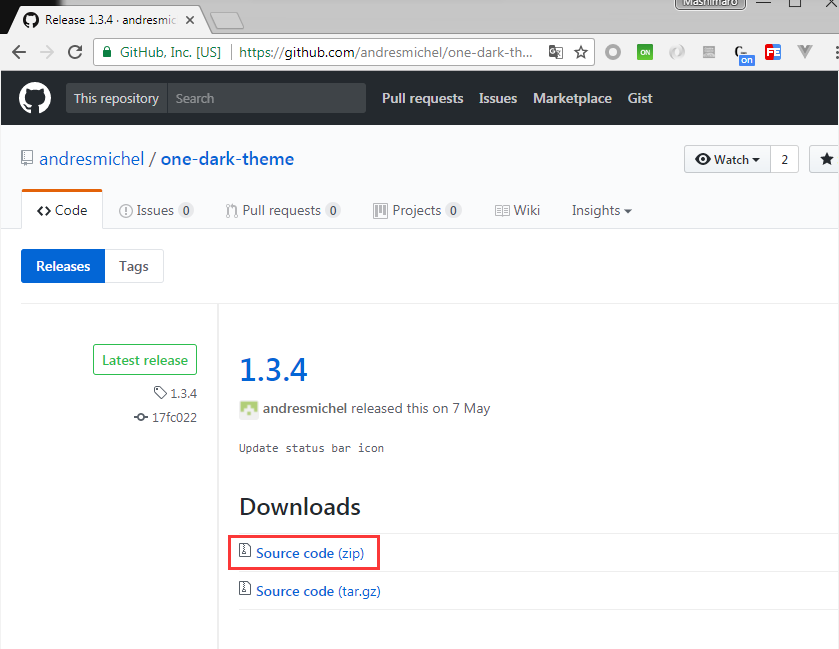 Mashimaro
Release 1.3.4 · andresmic
GitHub, Inc. [US] https://github.com/andresmichel/one-dark-th...
ON
on
FE
This repository Search Pull requests Issues Marketplace Gist
andresmichel / one-dark-theme
Watch 2
Code Issues 0 Pull requests 0 Projects 0 Wiki Insights
Releases Tags
Latest release
1.3.4
17fc022
1.3.4
andresmichel released this on 7 May
Update status bar icon
Downloads
Source code (zip)
Source code (tar.gz)